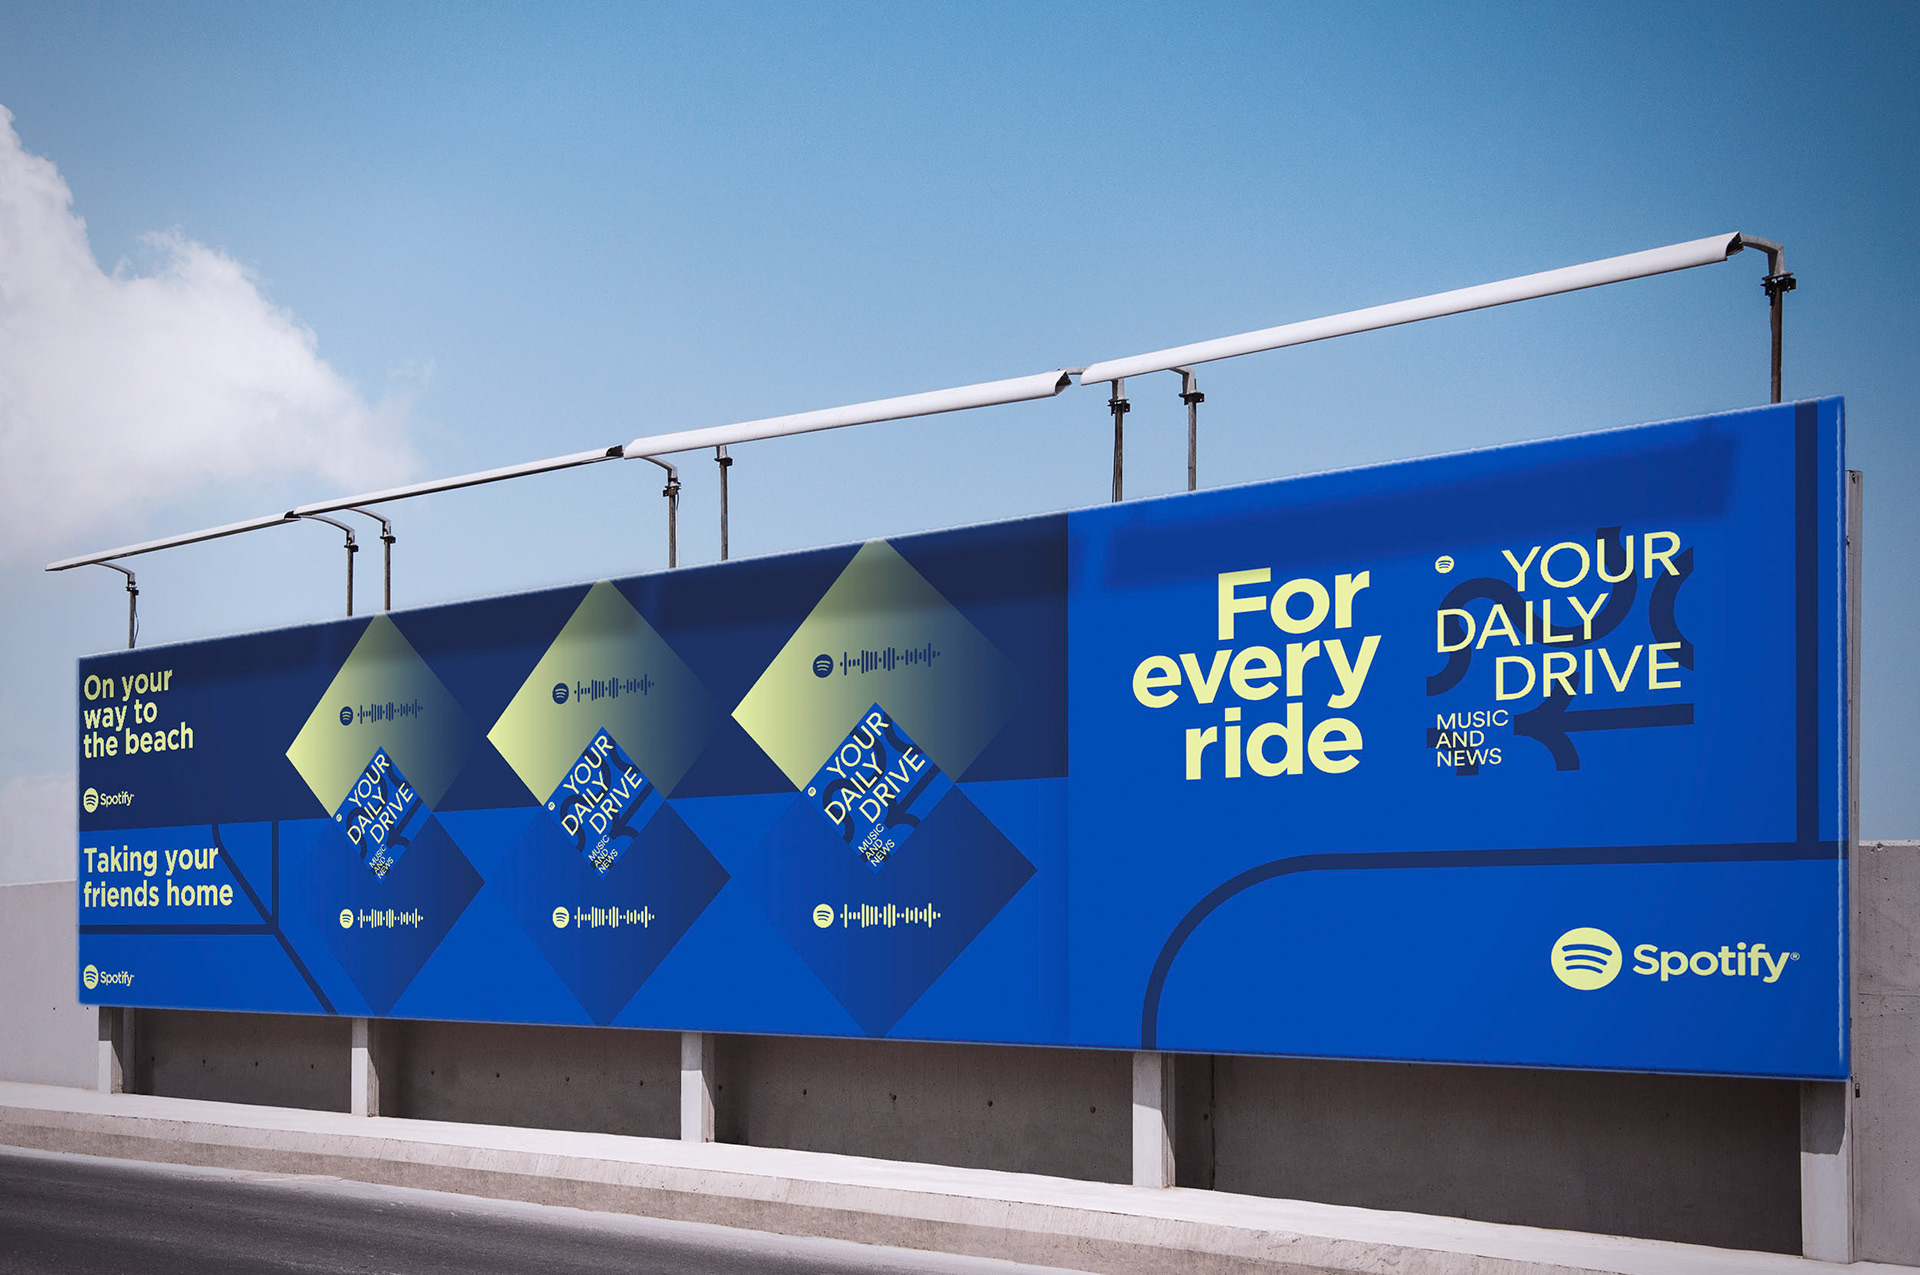 On your
way to
the beach
Spotify
Taking your
friends home
Spotify
YOUR
DAILY
DRIVE
MUSIC
AND
NEWS
YOUR
DAILY
DRIVE
MUSIC
AND
NEWS
YOUR
DAILY
DRIVE
MUSIC
AND
NEWS
For
every
ride
YOUR
DAILY
DRIVE
MUSIC
AND
NEWS
Spotify®